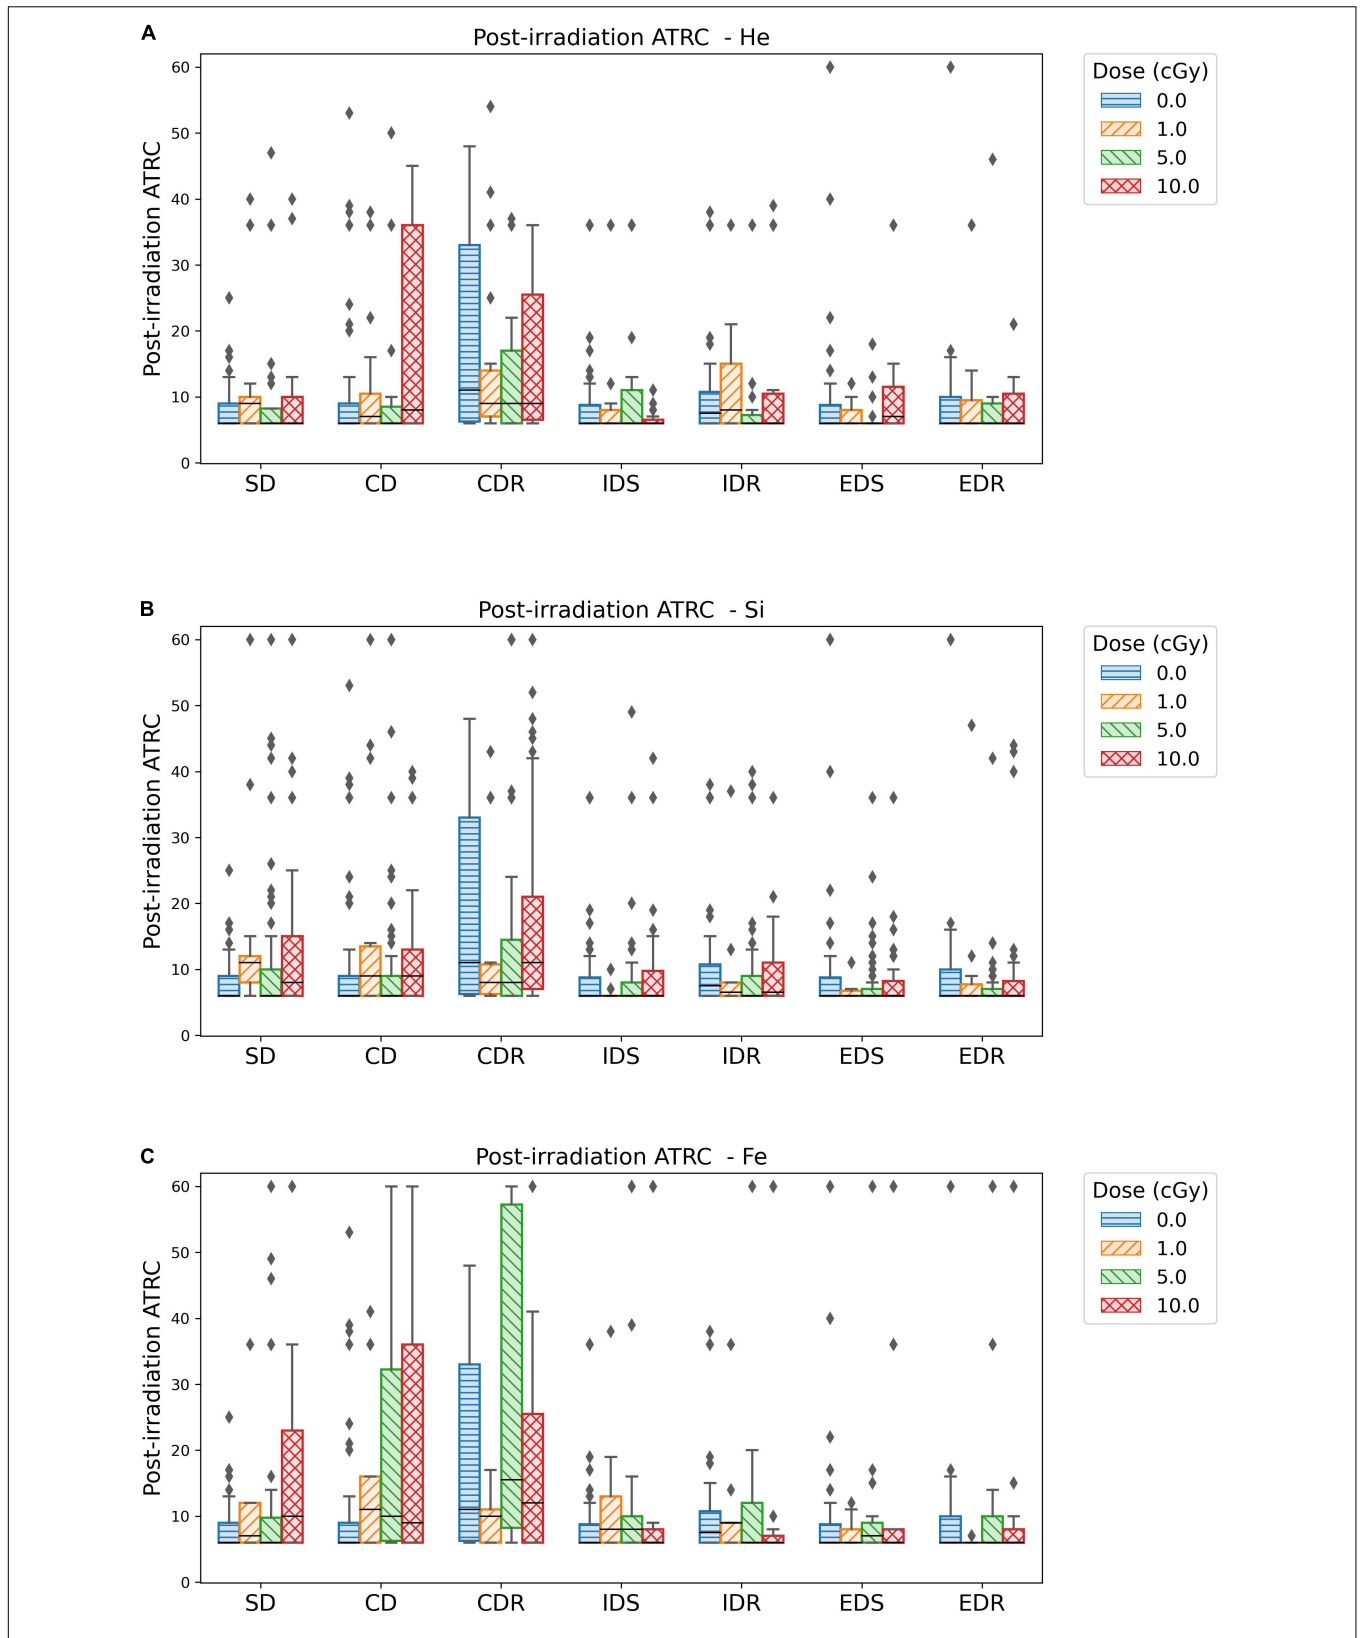 A
Post-irradiation ATRC - He
Post-irradiation ATRC
60
50
40
30
20
10
0
SD CD CDR IDS IDR EDS EDR
Dose (cGy)
0.0
1.0
5.0
10.0
B
Post-irradiation ATRC - Si
Post-irradiation ATRC
60
50
40
30
20
10
0
SD CD CDR IDS IDR EDS EDR
Dose (cGy)
0.0
1.0
5.0
10.0
C
Post-irradiation ATRC - Fe
Post-irradiation ATRC
60
50
40
30
20
10
0
SD CD CDR IDS IDR EDS EDR
Dose (cGy)
0.0
1.0
5.0
10.0